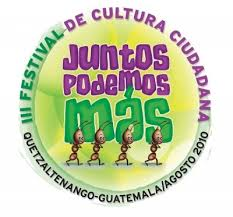 III FESTIVAL DE CULTURA CIUDADANA
JUNTOS
PODEMOS
MÁS
QUETZALTENANGO-GUATEMALA/AGOSTO 2010